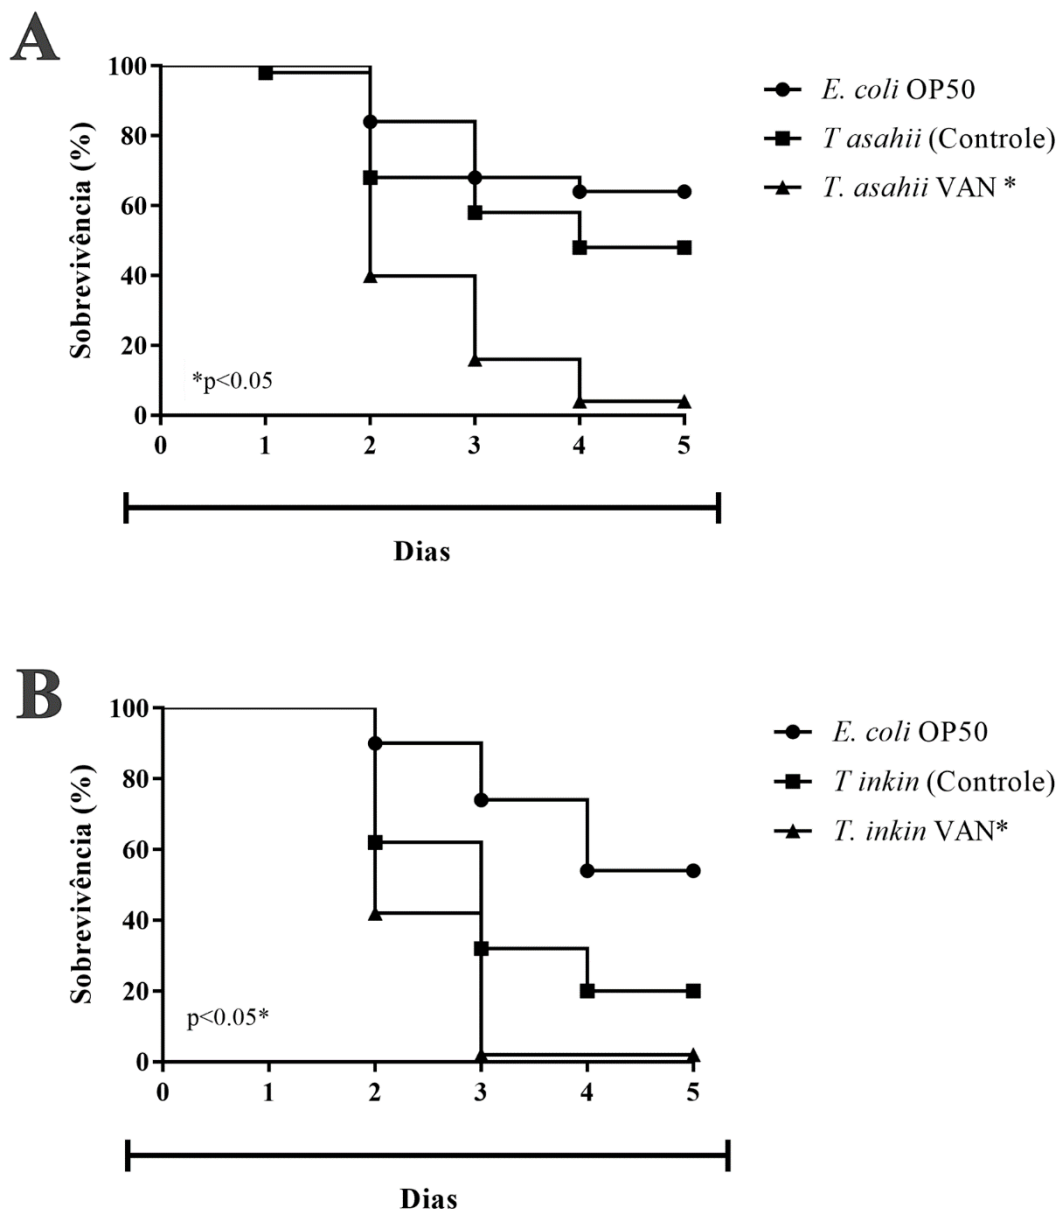 A
100
80
60
40
20
0
Sobrevivência (%)
*p<0.05
0 1 2 3 4 5
Dias
E. coli OP50
T asahii (Controle)
T. asahii VAN *
B
100
80
60
40
20
0
Sobrevivência (%)
p<0.05*
0 1 2 3 4 5
Dias
E. coli OP50
T inkin (Controle)
T. inkin VAN*